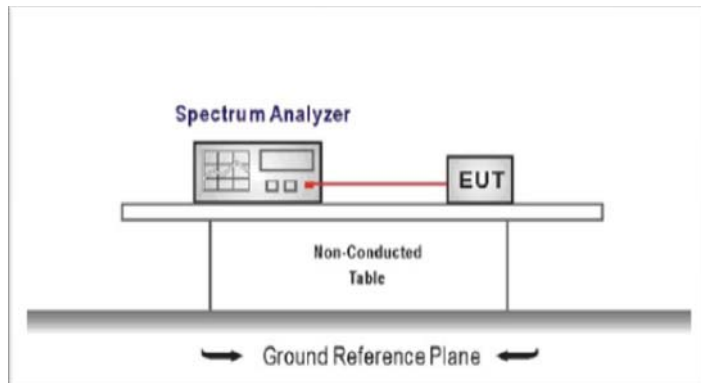 Spectrum Analyzer
EUT
Non-Conducted
Table
Ground Reference Plane